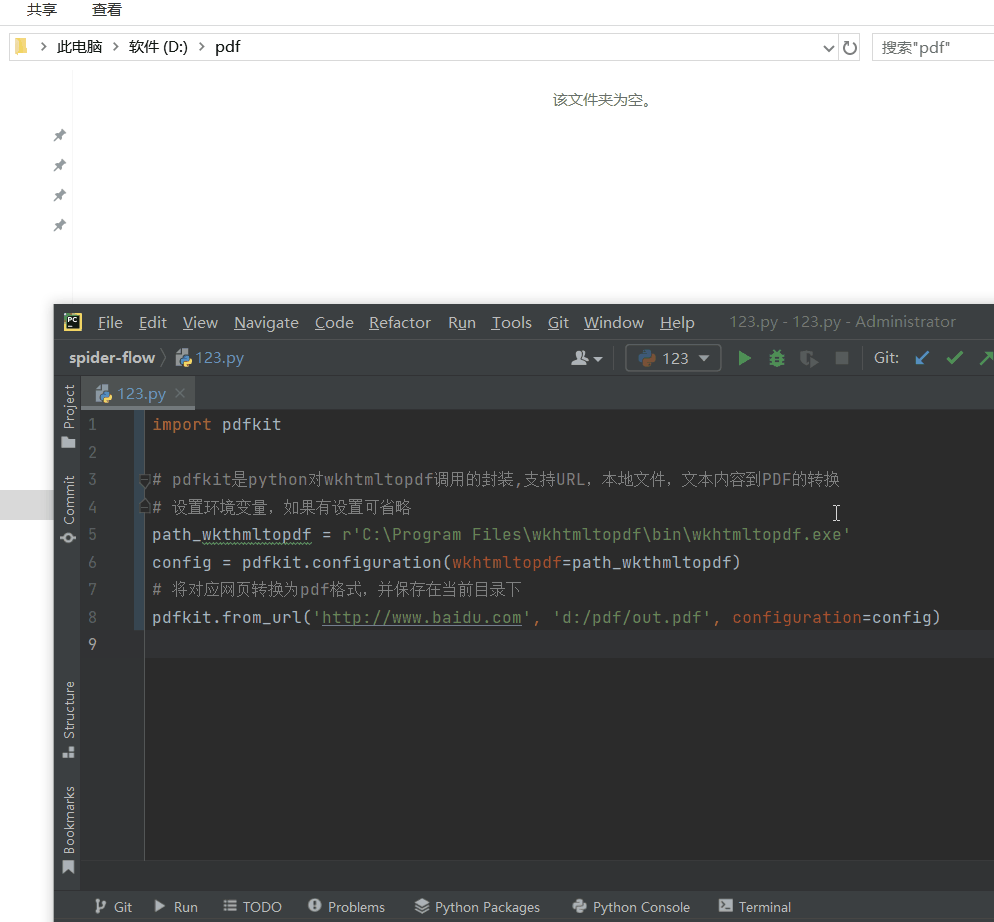 共享 查看
此电脑 > 软件 (D:) > pdf 搜索"pdf"
该文件夹为空。
PC File Edit View Navigate Code Refactor Run Tools Git Window Help 123.py - 123.py - Administrator
spider-flow 123.py 123 Git:
123.py
Project
Commit
Structure
Bookmarks
1 import pdfkit
2
3 # pdfkit是python对wkhtmltopdf调用的封装,支持URL，本地文件，文本内容到PDF的转换
4 # 设置环境变量，如果有设置可省略
5 path_wkthmltopdf = r'C:\Program Files\wkhtmltopdf\bin\wkhtmltopdf.exe'
6 config = pdfkit.configuration(wkhtmltopdf=path_wkthmltopdf)
7 # 将对应网页转换为pdf格式，并保存在当前目录下
8 pdfkit.from_url('http://www.baidu.com', 'd:/pdf/out.pdf', configuration=config)
9
Git Run TODO Problems Python Packages Python Console Terminal